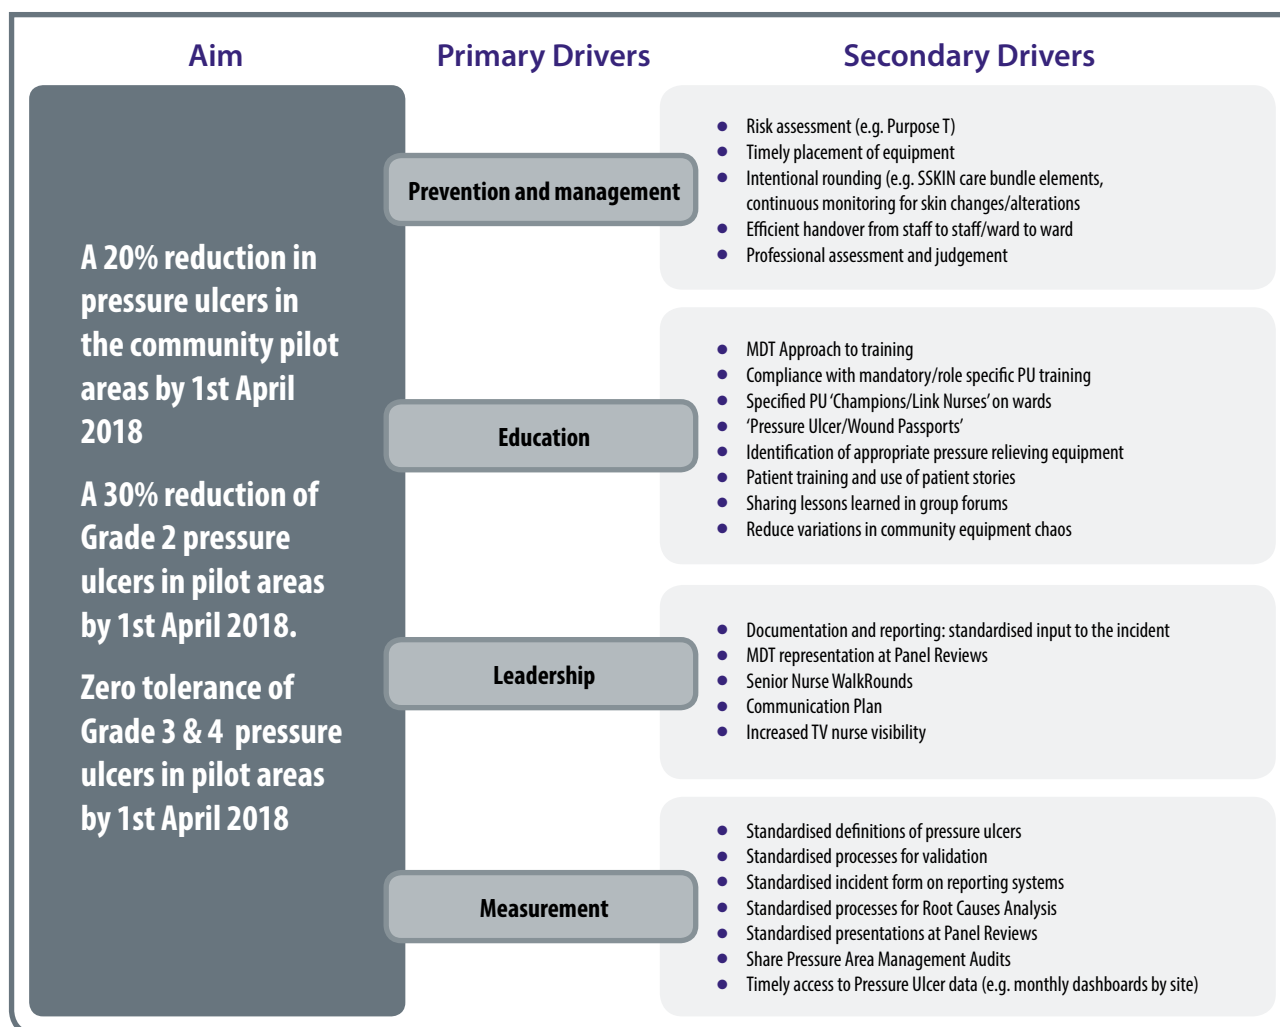 Aim
Primary Drivers
Secondary Drivers
A 20% reduction in
pressure ulcers in
the community pilot
areas by 1st April
2018
A 30% reduction of
Grade 2 pressure
ulcers in pilot areas
by 1st April 2018.
Zero tolerance of
Grade 3 & 4 pressure
ulcers in pilot areas
by 1st April 2018
Prevention and management
• Risk assessment (e.g. Purpose T)
• Timely placement of equipment
• Intentional rounding (e.g. SSKIN care bundle elements,
continuous monitoring for skin changes/alterations
• Efficient handover from staff to staff/ward to ward
• Professional assessment and judgement
Education
• MDT Approach to training
• Compliance with mandatory/role specific PU training
• Specified PU ‘Champions/Link Nurses’ on wards
• ‘Pressure Ulcer/Wound Passports’
• Identification of appropriate pressure relieving equipment
• Patient training and use of patient stories
• Sharing lessons learned in group forums
• Reduce variations in community equipment chaos
Leadership
• Documentation and reporting: standardised input to the incident
• MDT representation at Panel Reviews
• Senior Nurse WalkRounds
• Communication Plan
• Increased TV nurse visibility
Measurement
• Standardised definitions of pressure ulcers
• Standardised processes for validation
• Standardised incident form on reporting systems
• Standardised processes for Root Causes Analysis
• Standardised presentations at Panel Reviews
• Share Pressure Area Management Audits
• Timely access to Pressure Ulcer data (e.g. monthly dashboards by site)